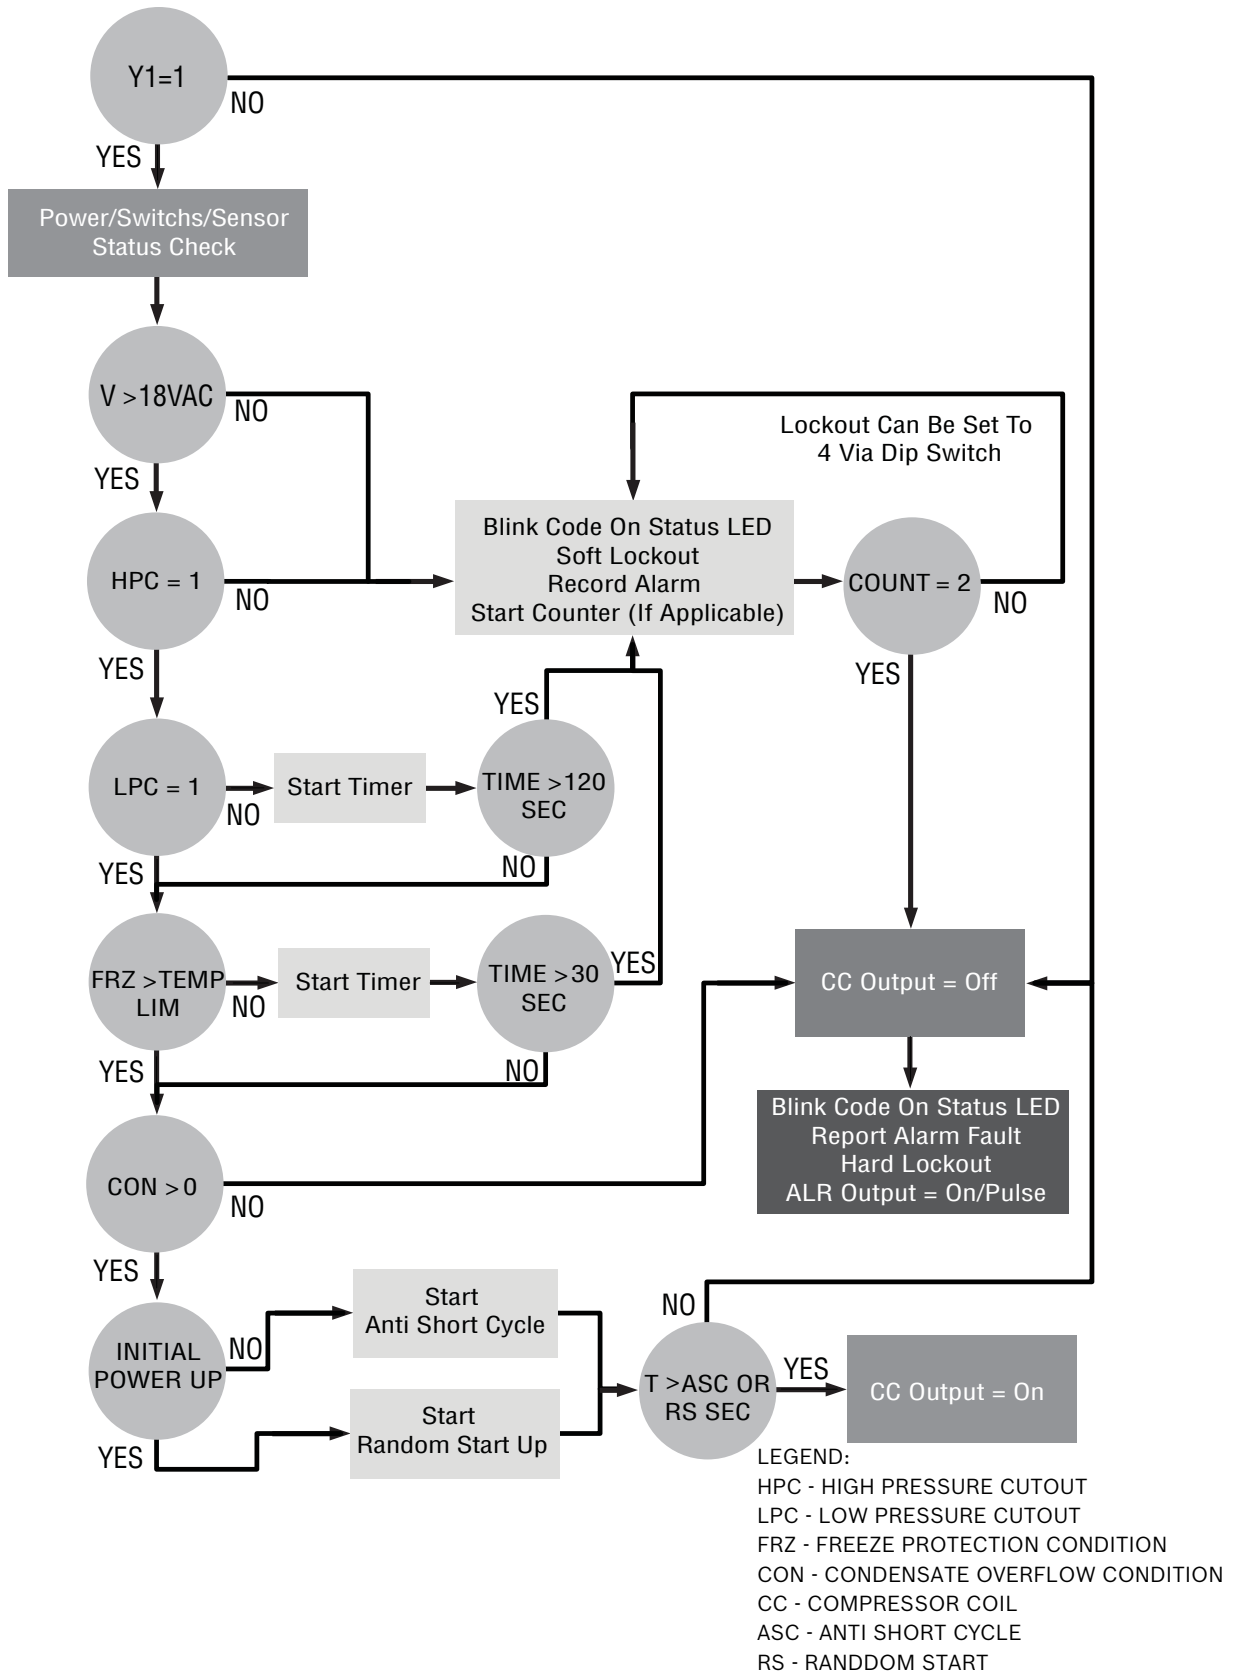 Y1=1
NO
YES
Power/Switchs/Sensor
Status Check
V >18VAC
NO
YES
Lockout Can Be Set To
4 Via Dip Switch
HPC = 1
NO
YES
Blink Code On Status LED
Soft Lockout
Record Alarm
Start Counter (If Applicable)
COUNT = 2
NO
YES
LPC = 1
NO
YES
Start Timer
TIME >120
SEC
YES
NO
FRZ >TEMP
LIM
NO
YES
Start Timer
TIME >30
SEC
YES
NO
CC Output = Off
Blink Code On Status LED
Report Alarm Fault
Hard Lockout
ALR Output = On/Pulse
CON >0
NO
YES
INITIAL
POWER UP
NO
YES
Start
Anti Short Cycle
Start
Random Start Up
T >ASC OR
RS SEC
NO
YES
CC Output = On
LEGEND:
HPC - HIGH PRESSURE CUTOUT
LPC - LOW PRESSURE CUTOUT
FRZ - FREEZE PROTECTION CONDITION
CON - CONDENSATE OVERFLOW CONDITION
CC - COMPRESSOR COIL
ASC - ANTI SHORT CYCLE
RS - RANDDOM START